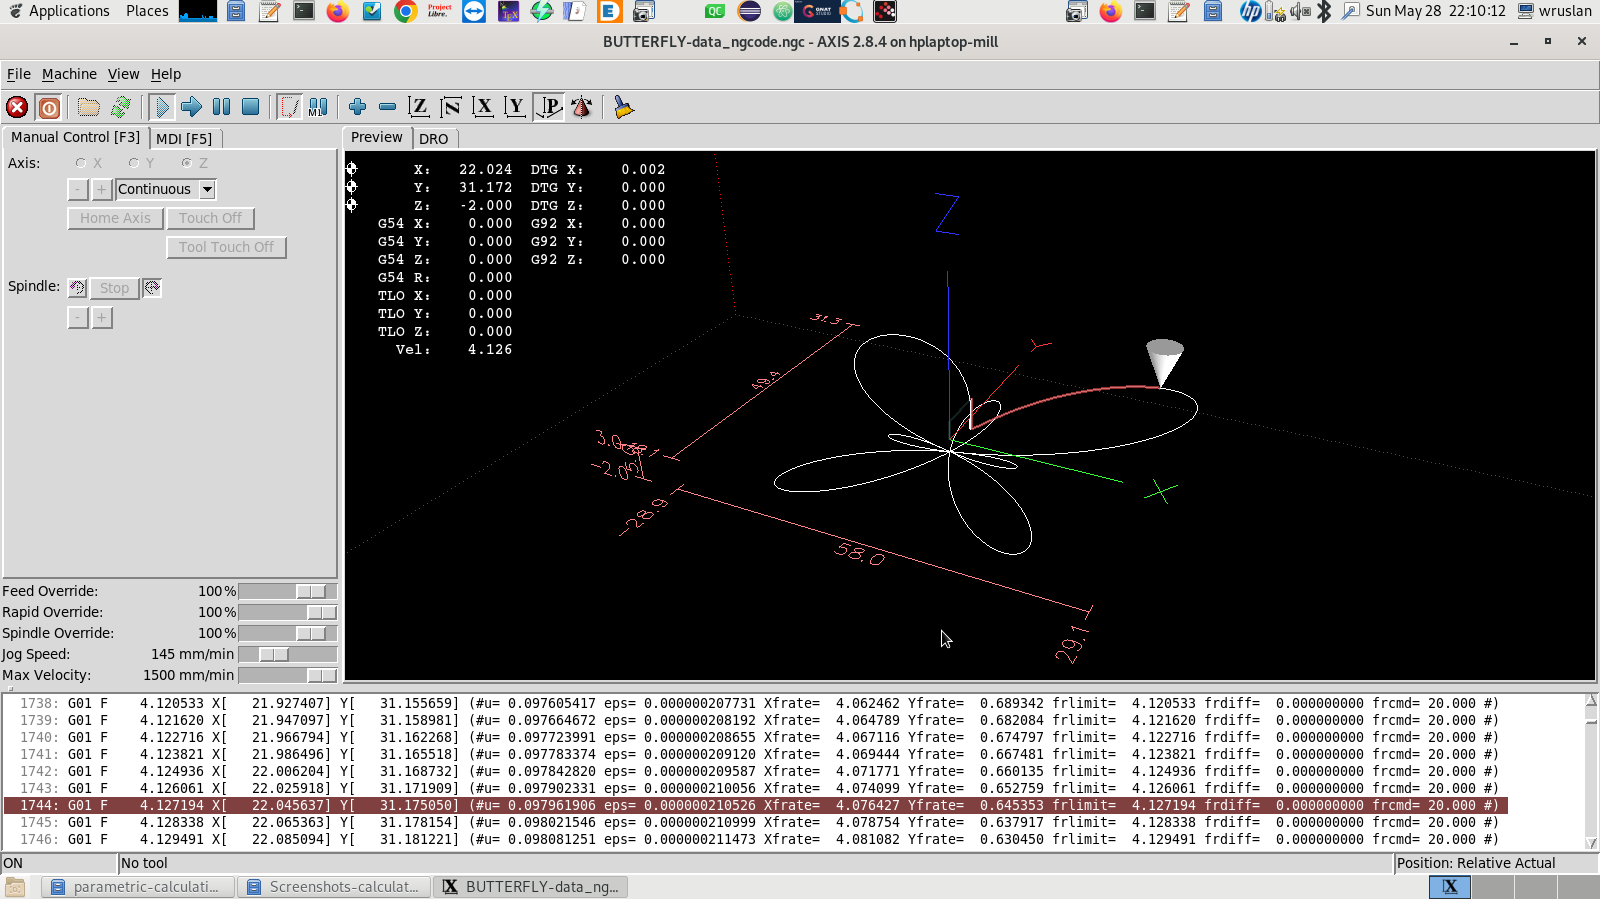 Applications Places Project Libre. TeX E QC GMAT hp Sun May 28 22:10:12 wruslan
BUTTERFLY-data_ngcode.ngc - AXIS 2.8.4 on hplaptop-mill
File Machine View Help
M1 Z N X Y P
Manual Control [F3] MDI [F5] Preview DRO
Axis: X Y Z
- + Continuous
Home Axis Touch Off
Tool Touch Off
Spindle: Stop
- +
X: 22.024 DTG X: 0.002
Y: 31.172 DTG Y: 0.000
Z: -2.000 DTG Z: 0.000
G54 X: 0.000 G92 X: 0.000
G54 Y: 0.000 G92 Y: 0.000
G54 Z: 0.000 G92 Z: 0.000
G54 R: 0.000
TLO X: 0.000
TLO Y: 0.000
TLO Z: 0.000
Vel: 4.126
Z
Y
X
31.3
49.4
3.0
-2.0
-28.9
58.0
29.1
Feed Override: 100%
Rapid Override: 100%
Spindle Override: 100%
Jog Speed: 145 mm/min
Max Velocity: 1500 mm/min
1738: G01 F 4.120533 X[ 21.927407] Y[ 31.155659] (#u= 0.097605417 eps= 0.000000207731 Xfrate= 4.062462 Yfrate= 0.689342 frlimit= 4.120533 frdiff= 0.000000000 frcmd= 20.000 #)
1739: G01 F 4.121620 X[ 21.947097] Y[ 31.158981] (#u= 0.097664672 eps= 0.000000208192 Xfrate= 4.064789 Yfrate= 0.682084 frlimit= 4.121620 frdiff= 0.000000000 frcmd= 20.000 #)
1740: G01 F 4.122716 X[ 21.966794] Y[ 31.162268] (#u= 0.097723991 eps= 0.000000208655 Xfrate= 4.067116 Yfrate= 0.674797 frlimit= 4.122716 frdiff= 0.000000000 frcmd= 20.000 #)
1741: G01 F 4.123821 X[ 21.986496] Y[ 31.165518] (#u= 0.097783374 eps= 0.000000209120 Xfrate= 4.069444 Yfrate= 0.667481 frlimit= 4.123821 frdiff= 0.000000000 frcmd= 20.000 #)
1742: G01 F 4.124936 X[ 22.006204] Y[ 31.168732] (#u= 0.097842820 eps= 0.000000209587 Xfrate= 4.071771 Yfrate= 0.660135 frlimit= 4.124936 frdiff= 0.000000000 frcmd= 20.000 #)
1743: G01 F 4.126061 X[ 22.025918] Y[ 31.171909] (#u= 0.097902331 eps= 0.000000210056 Xfrate= 4.074099 Yfrate= 0.652759 frlimit= 4.126061 frdiff= 0.000000000 frcmd= 20.000 #)
1744: G01 F 4.127194 X[ 22.045637] Y[ 31.175050] (#u= 0.097961906 eps= 0.000000210526 Xfrate= 4.076427 Yfrate= 0.645353 frlimit= 4.127194 frdiff= 0.000000000 frcmd= 20.000 #)
1745: G01 F 4.128338 X[ 22.065363] Y[ 31.178154] (#u= 0.098021546 eps= 0.000000210999 Xfrate= 4.078754 Yfrate= 0.637917 frlimit= 4.128338 frdiff= 0.000000000 frcmd= 20.000 #)
1746: G01 F 4.129491 X[ 22.085094] Y[ 31.181221] (#u= 0.098081251 eps= 0.000000211473 Xfrate= 4.081082 Yfrate= 0.630450 frlimit= 4.129491 frdiff= 0.000000000 frcmd= 20.000 #)
ON No tool Position: Relative Actual
parametric-calculati... Screenshots-calculat... BUTTERFLY-data_ng...